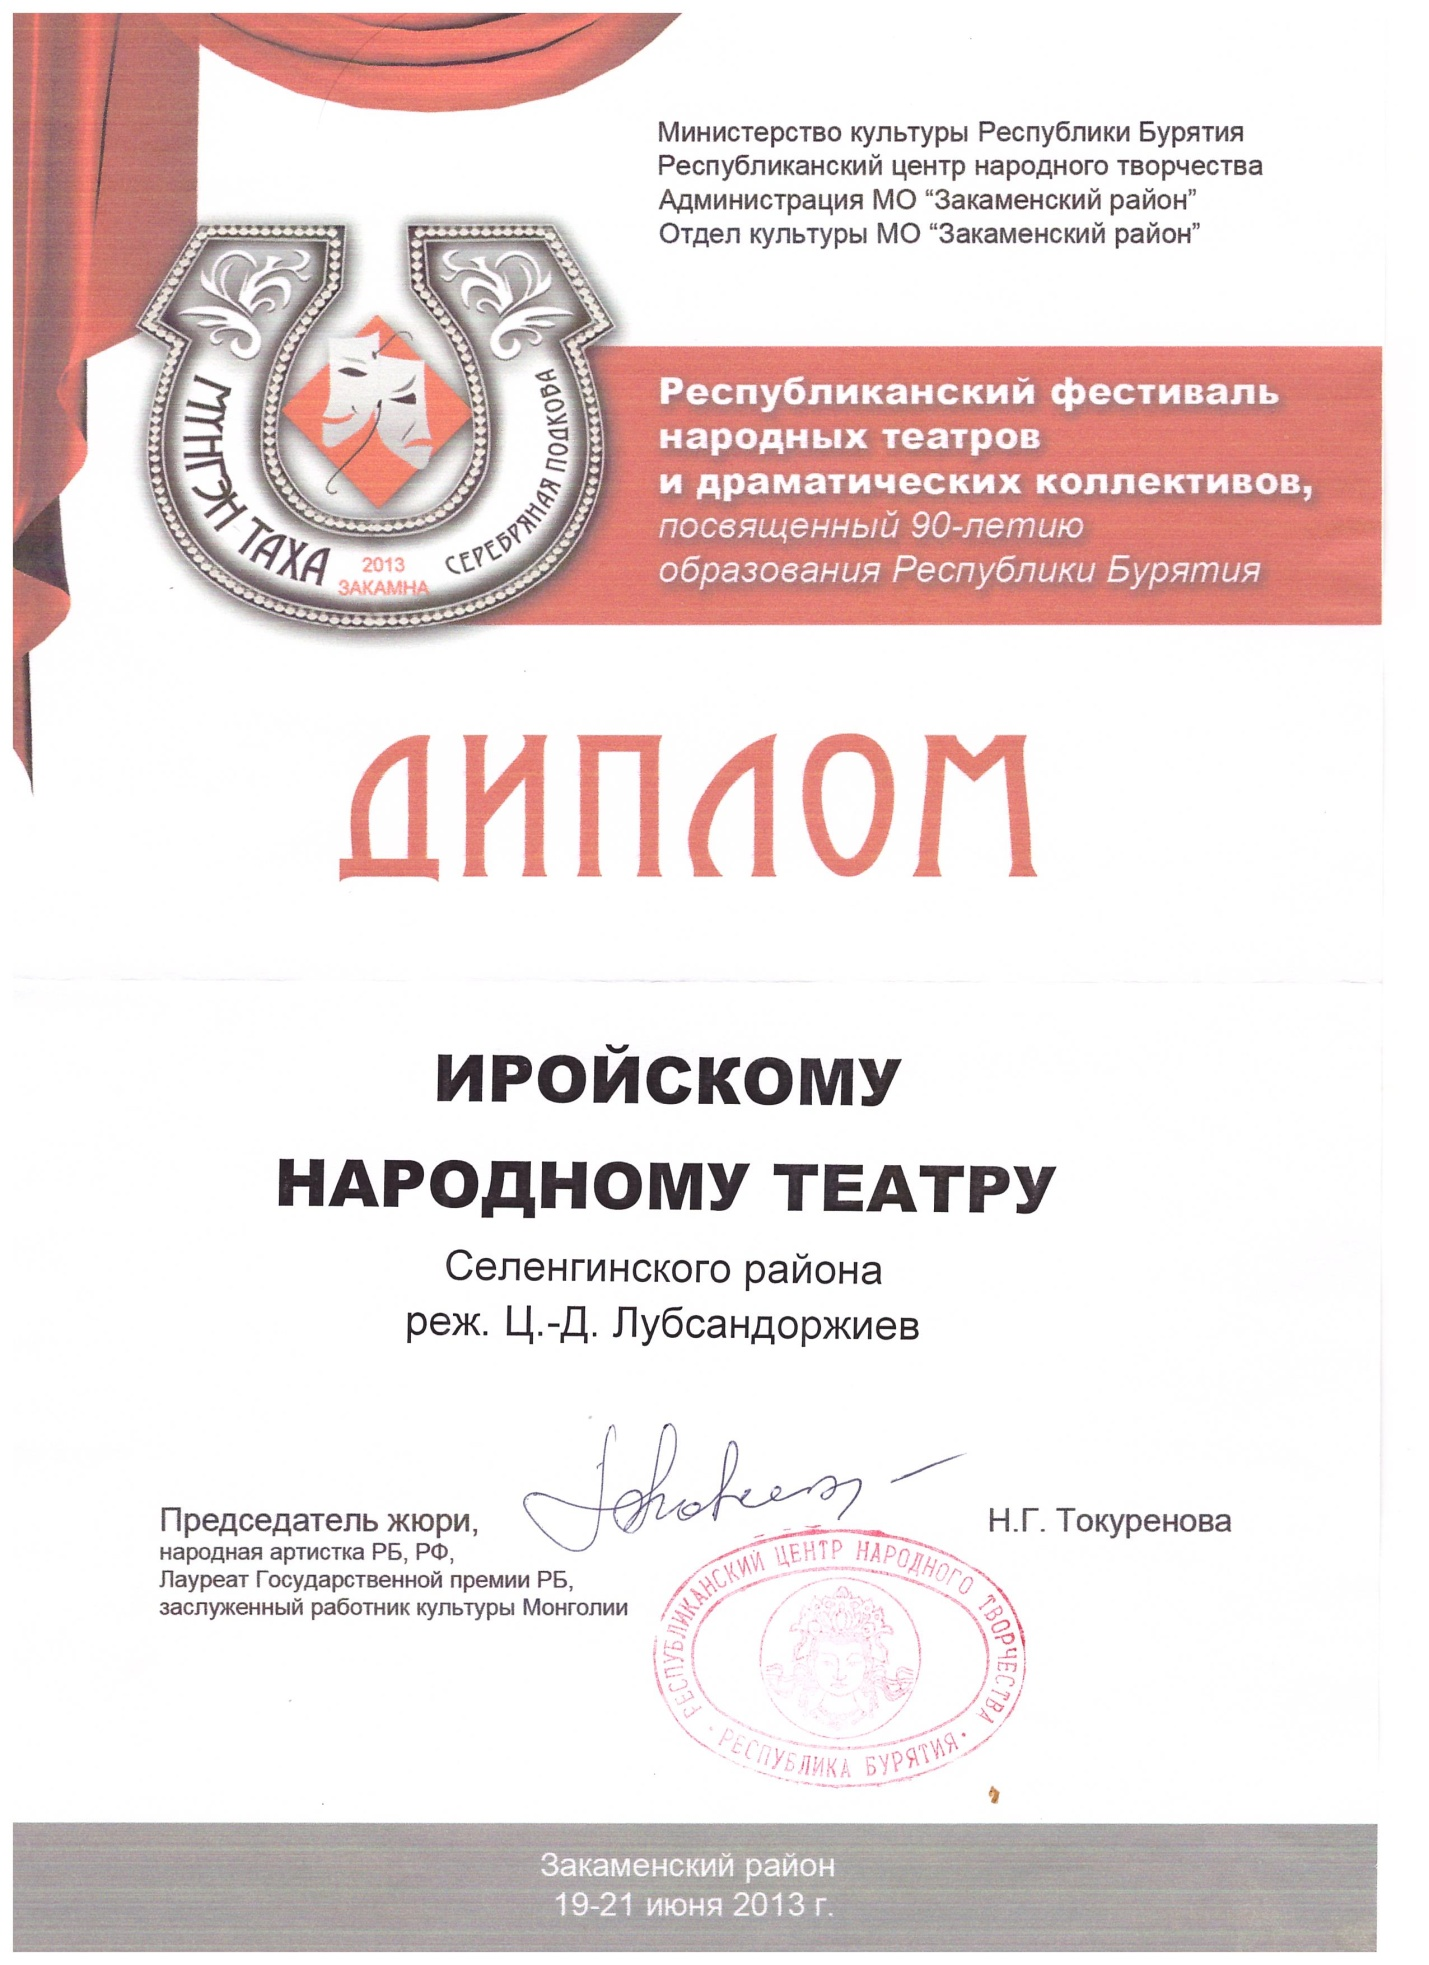 Министерство культуры Республики Бурятия
Республиканский центр народного творчества
Администрация МО “Закаменский район”
Отдел культуры МО “Закаменский район”
МҮНГЭН ТАХА
СЕРЕБРЯНАЯ ПОДКОВА
2013
ЗАКАМНА
Республиканский фестиваль
народных театров
и драматических коллективов,
посвященный 90-летию
образования Республики Бурятия
ДИПЛОМ
ИРОЙСКОМУ
НАРОДНОМУ ТЕАТРУ
Селенгинского района
реж. Ц.-Д. Лубсандоржиев
Председатель жюри,
народная артистка РБ, РФ,
Лауреат Государственной премии РБ,
заслуженный работник культуры Монголии
Н.Г. Токуренова
РЕСПУБЛИКАНСКИЙ ЦЕНТР НАРОДНОГО ТВОРЧЕСТВА
· РЕСПУБЛИКА БУРЯТИЯ ·
Закаменский район
19-21 июня 2013 г.